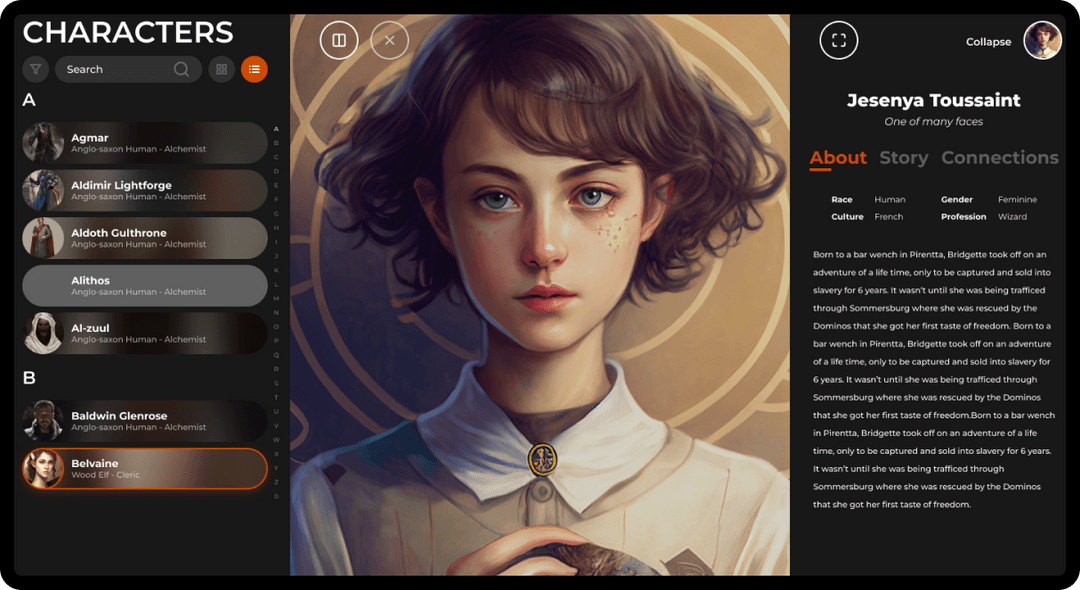 CHARACTERS
Search
A
Agmar
Anglo-saxon Human - Alchemist
Aldimir Lightforge
Anglo-saxon Human - Alchemist
Aldoth Gulthrone
Anglo-saxon Human - Alchemist
Alithos
Anglo-saxon Human - Alchemist
Al-zuul
Anglo-saxon Human - Alchemist
B
Baldwin Glenrose
Anglo-saxon Human - Alchemist
Belvaine
Wood Elf - Cleric
A
B
C
D
E
F
G
H
I
J
K
L
M
N
O
P
Q
R
S
T
U
V
W
X
Y
Z
Collapse
Jesenya Toussaint
One of many faces
About Story Connections
Race Human Gender Feminine
Culture French Profession Wizard
Born to a bar wench in Pirentta, Bridgette took off on an
adventure of a life time, only to be captured and sold into
slavery for 6 years. It wasn't until she was being trafficed
through Sommersburg where she was rescued by the
Dominos that she got her first taste of freedom. Born to a
bar wench in Pirentta, Bridgette took off on an adventure
of a life time, only to be captured and sold into slavery for
6 years. It wasn't until she was being trafficed through
Sommersburg where she was rescued by the Dominos
that she got her first taste of freedom.Born to a bar wench
in Pirentta, Bridgette took off on an adventure of a life
time, only to be captured and sold into slavery for 6 years.
It wasn't until she was being trafficed through
Sommersburg where she was rescued by the Dominos
that she got her first taste of freedom.